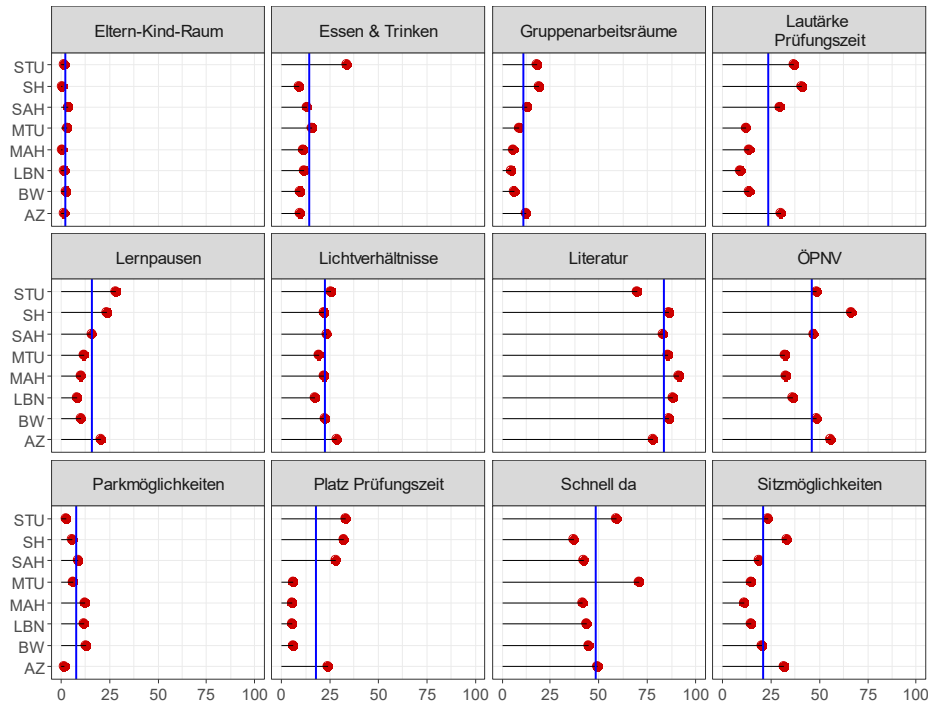 Eltern-Kind-Raum
Essen & Trinken
Gruppenarbeitsräume
Lautärke
Prüfungszeit
STU
SH
SAH
MTU
MAH
LBN
BW
AZ
Lernpausen
Lichtverhältnisse
Literatur
ÖPNV
STU
SH
SAH
MTU
MAH
LBN
BW
AZ
Parkmöglichkeiten
Platz Prüfungszeit
Schnell da
Sitzmöglichkeiten
STU
SH
SAH
MTU
MAH
LBN
BW
AZ
0 25 50 75 100 0 25 50 75 100 0 25 50 75 100 0 25 50 75 100